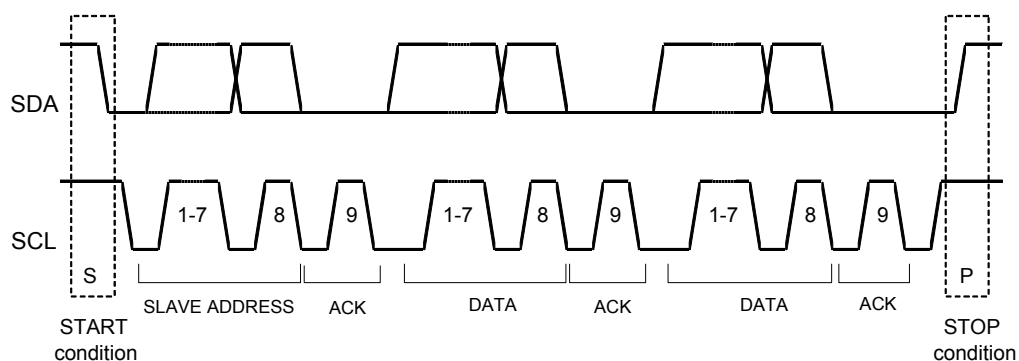 SDA
1-7 8 9 1-7 8 9 1-7 8 9
SCL
S P
SLAVE ADDRESS ACK DATA ACK DATA ACK
START STOP
condition condition